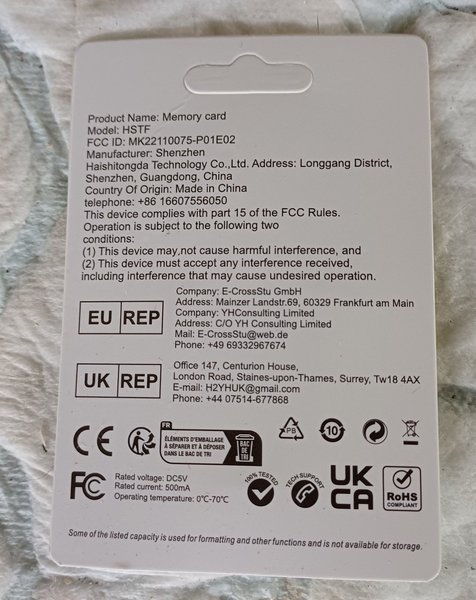 Product Name: Memory card
Model: HSTF
FCC ID: MK22110075-P01E02
Manufacturer: Shenzhen
Haishitongda Technology Co.,Ltd. Address: Longgang District,
Shenzhen, Guangdong, China
Country Of Origin: Made in China
telephone: +86 16607556050
This device complies with part 15 of the FCC Rules.
Operation is subject to the following two
conditions:
(1) This device may,not cause harmful interference, and
(2) This device must accept any interference received,
including interference that may cause undesired operation.
EU REP
Company: E-CrossStu GmbH
Address: Mainzer Landstr.69, 60329 Frankfurt am Main
Company: YHConsulting Limited
Address: C/O YH Consulting Limited
Mail: E-CrossStu@web.de
Phone: +49 69332967674
UK REP
Office 147, Centurion House,
London Road, Staines-upon-Thames, Surrey, Tw18 4AX
E-mail: H2YHUK@gmail.com
Phone: +44 07514-677868
CE
FR
ÉLÉMENTS D'EMBALLAGE
À SÉPARER ET À DÉPOSER
DANS LE BAC DE TRI
BAC
DE
TRI
PB
10
FC
Rated voltage: DC5V
Rated current: 500mA
Operating temperature: 0℃-70℃
100% TESTED
TECH SUPPORT
UK
CA
RoHS
COMPLIANT
Some of the listed capacity is used for formatting and other functions and is not available for storage.